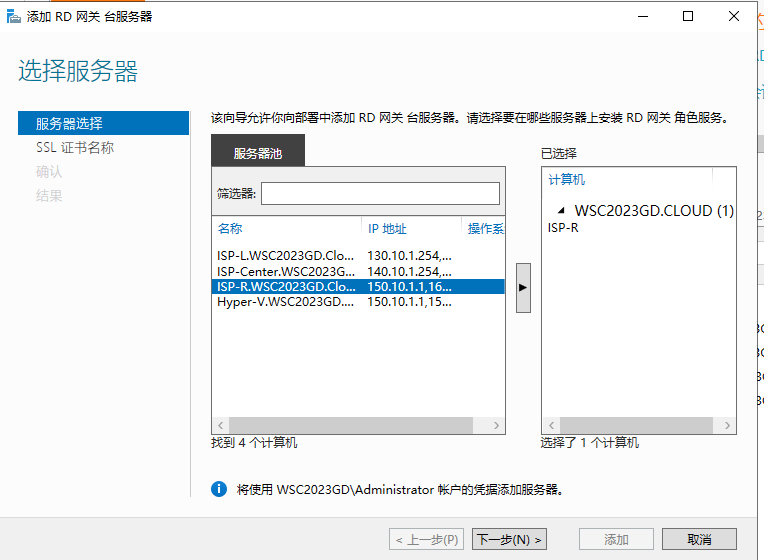 添加 RD 网关 台服务器
选择服务器
服务器选择
SSL 证书名称
确认
结果
该向导允许你向部署中添加 RD 网关 台服务器。请选择要在哪些服务器上安装 RD 网关 角色服务。
服务器池
筛选器:
名称 IP 地址 操作系
ISP-L.WSC2023GD.Clo... 130.10.1.254,...
ISP-Center.WSC2023G... 140.10.1.254,...
ISP-R.WSC2023GD.Clo... 150.10.1.1,16...
Hyper-V.WSC2023GD.... 150.10.1.1,15...
找到 4 个计算机
已选择
计算机
WSC2023GD.CLOUD (1)
ISP-R
选择了 1 个计算机
将使用 WSC2023GD\Administrator 帐户的凭据添加服务器。
< 上一步(P) 下一步(N) > 添加 取消